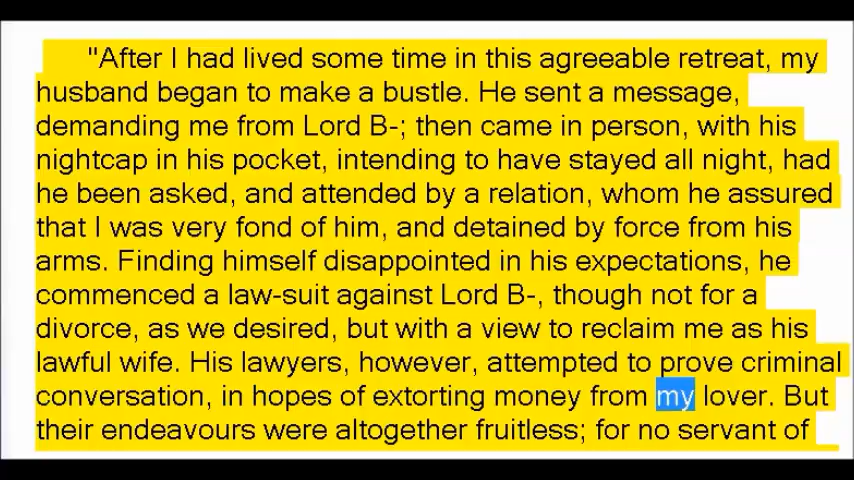 "After I had lived some time in this agreeable retreat, my
husband began to make a bustle. He sent a message,
demanding me from Lord B-; then came in person, with his
nightcap in his pocket, intending to have stayed all night, had
he been asked, and attended by a relation, whom he assured
that I was very fond of him, and detained by force from his
arms. Finding himself disappointed in his expectations, he
commenced a law-suit against Lord B-, though not for a
divorce, as we desired, but with a view to reclaim me as his
lawful wife. His lawyers, however, attempted to prove criminal
conversation, in hopes of extorting money from my lover. But
their endeavours were altogether fruitless; for no servant of